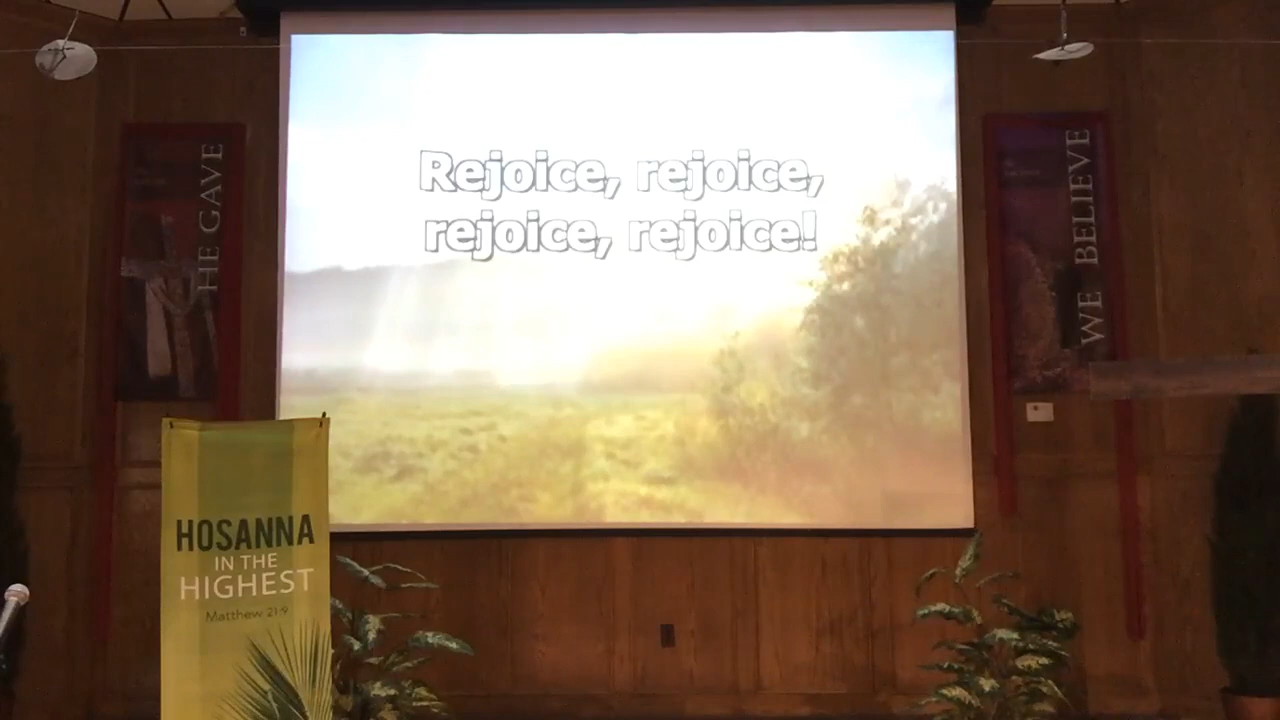 Rejoice, rejoice,
rejoice, rejoice!
HE GAVE
WE BELIEVE
HOSANNA
IN THE
HIGHEST
Matthew 21:9